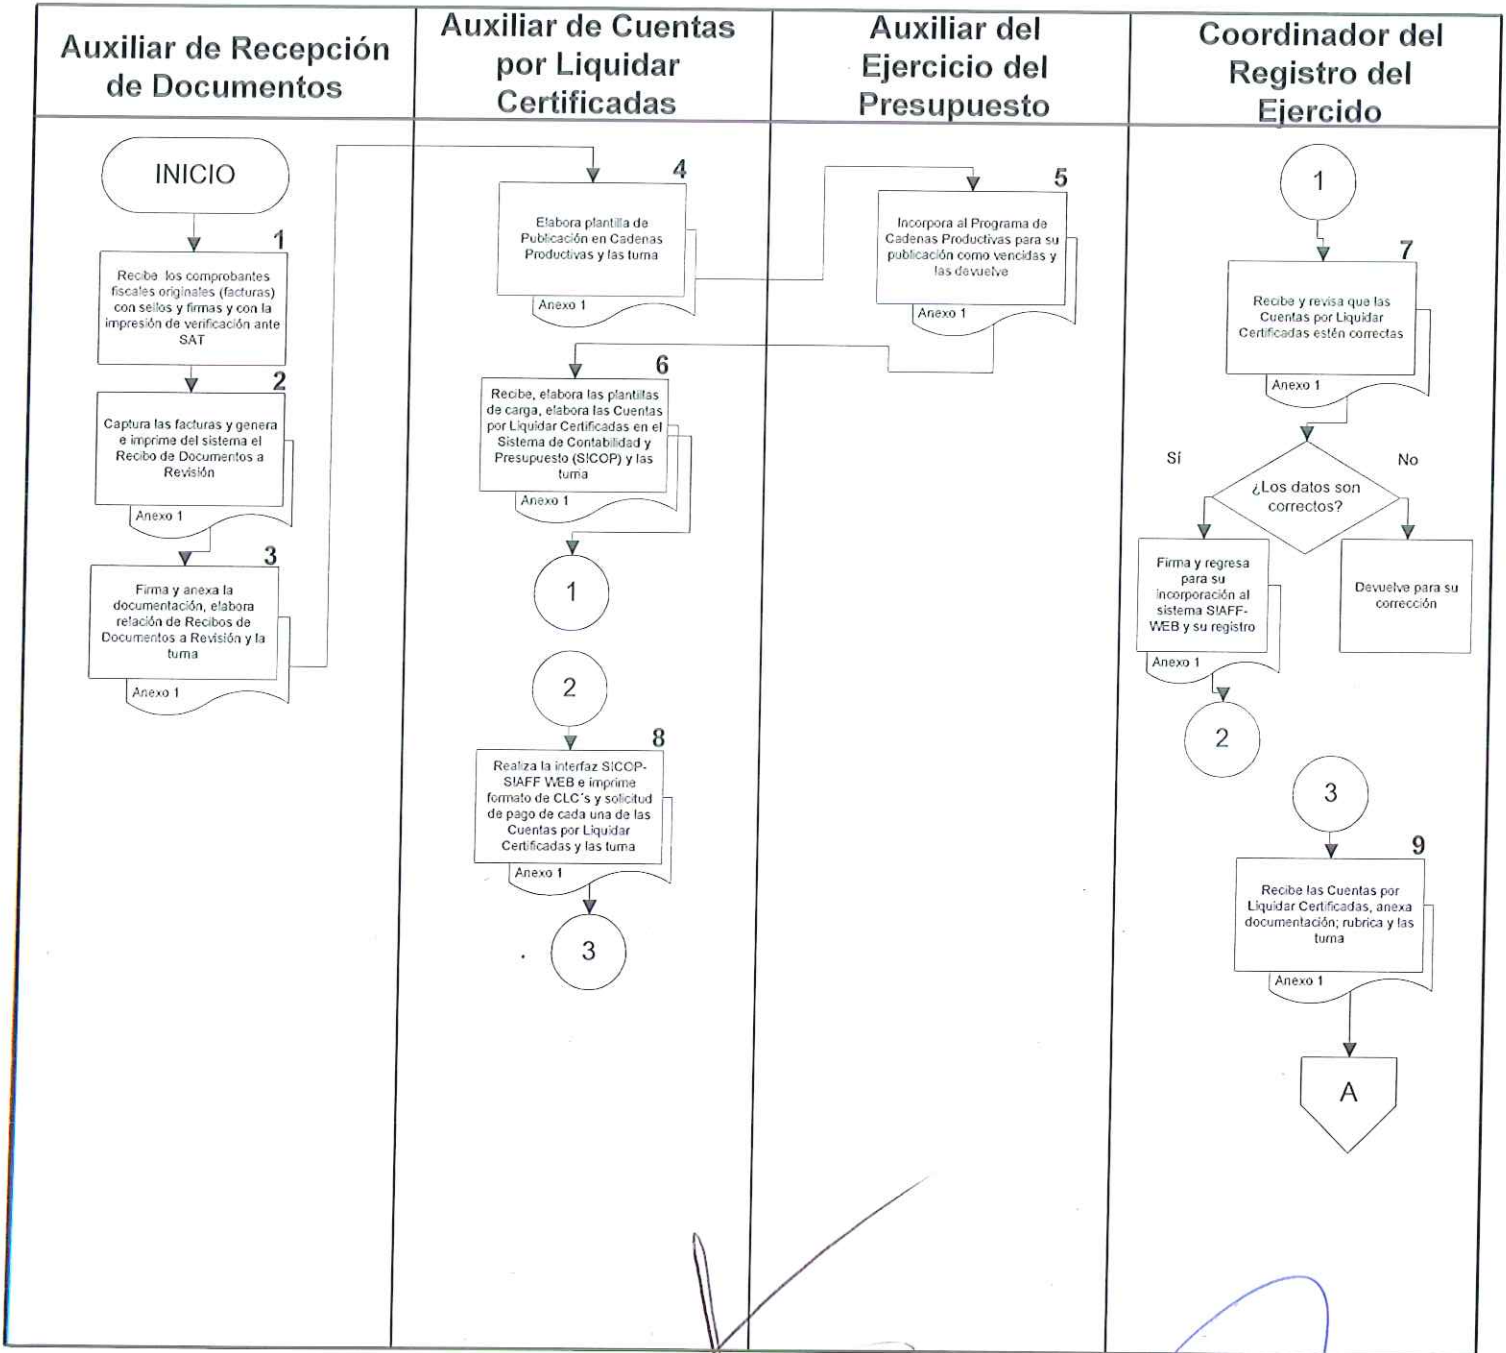 Auxiliar de Recepción
de Documentos
Auxiliar de Cuentas
por Liquidar
Certificadas
Auxiliar del
Ejercicio del
Presupuesto
Coordinador del
Registro del
Ejercido
INICIO
1
Recibe los comprobantes
fiscales originales (facturas)
con sellos y firmas y con la
impresión de verificación ante
SAT
2
Captura las facturas y genera
e imprime del sistema el
Recibo de Documentos a
Revisión
Anexo 1
3
Firma y anexa la
documentación, elabora
relación de Recibos de
Documentos a Revisión y la
turna
Anexo 1
4
Elabora plantilla de
Publicación en Cadenas
Productivas y las turna
Anexo 1
6
Recibe, elabora las plantillas
de carga, elabora las Cuentas
por Liquidar Certificadas en el
Sistema de Contabilidad y
Presupuesto (SICOP) y las
turna
Anexo 1
1
2
8
Realiza la interfaz SICOP-
SIAFF WEB e imprime
formato de CLC´s y solicitud
de pago de cada una de las
Cuentas por Liquidar
Certificadas y las turna
Anexo 1
3
5
Incorpora al Programa de
Cadenas Productivas para su
publicación como vencidas y
las devuelve
Anexo 1
1
7
Recibe y revisa que las
Cuentas por Liquidar
Certificadas estén correctas
Anexo 1
Sí
No
¿Los datos son
correctos?
Firma y regresa
para su
incorporación al
sistema SIAFF-
WEB y su registro
Anexo 1
Devuelve para su
corrección
2
3
9
Recibe las Cuentas por
Liquidar Certificadas, anexa
documentación; rubrica y las
turna
Anexo 1
A